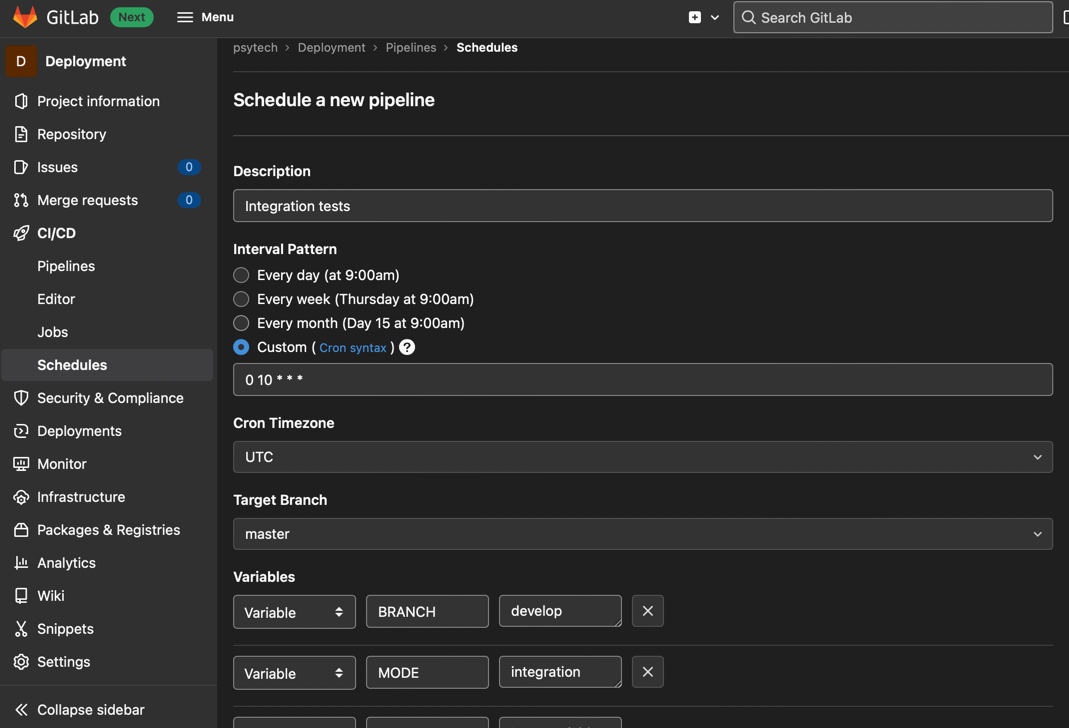 GitLab Next Menu Search GitLab
psytech › Deployment › Pipelines › Schedules
D Deployment
Project information
Repository
Issues 0
Merge requests 0
CI/CD
Pipelines
Editor
Jobs
Schedules
Security & Compliance
Deployments
Monitor
Infrastructure
Packages & Registries
Analytics
Wiki
Snippets
Settings
Collapse sidebar
Schedule a new pipeline
Description
Integration tests
Interval Pattern
Every day (at 9:00am)
Every week (Thursday at 9:00am)
Every month (Day 15 at 9:00am)
Custom ( Cron syntax ) ?
0 10 * * *
Cron Timezone
UTC
Target Branch
master
Variables
Variable BRANCH develop
Variable MODE integration